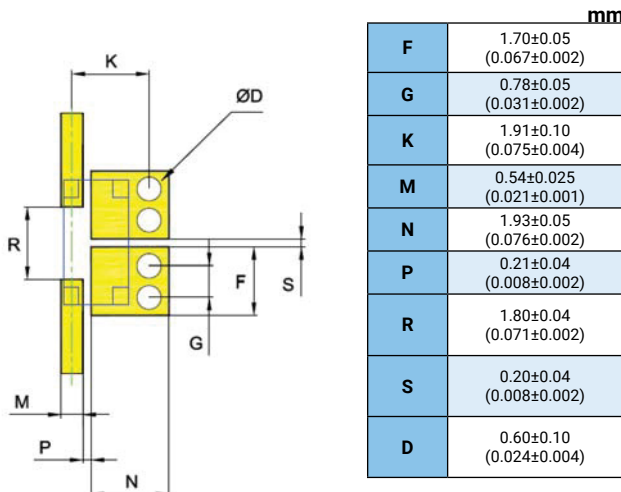 mm
K
ØD
R
F
S
G
M
P
N
F 1.70±0.05
(0.067±0.002)
G 0.78±0.05
(0.031±0.002)
K 1.91±0.10
(0.075±0.004)
M 0.54±0.025
(0.021±0.001)
N 1.93±0.05
(0.076±0.002)
P 0.21±0.04
(0.008±0.002)
R 1.80±0.04
(0.071±0.002)
S 0.20±0.04
(0.008±0.002)
D 0.60±0.10
(0.024±0.004)